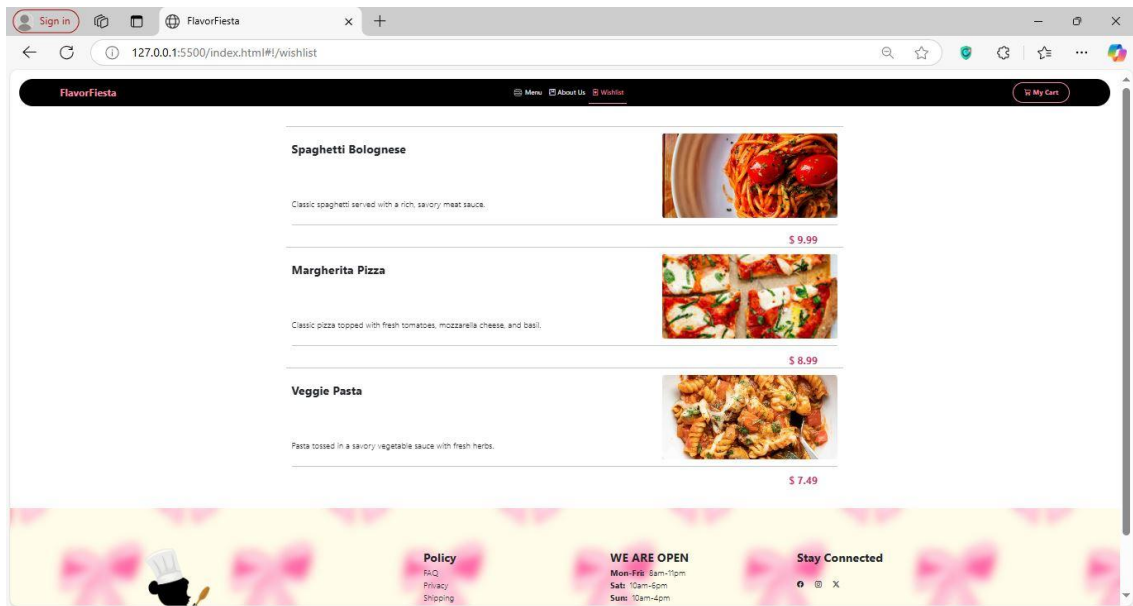 Sign in
FlavorFiesta
127.0.0.1:5500/index.html#!/wishlist
FlavorFiesta Menu About Us Wishlist My Cart
Spaghetti Bolognese
Classic spaghetti served with a rich, savory meat sauce.
$ 9.99
Margherita Pizza
Classic pizza topped with fresh tomatoes, mozzarella cheese, and basil.
$ 8.99
Veggie Pasta
Pasta tossed in a savory vegetable sauce with fresh herbs.
$ 7.49
Policy
FAQ
Privacy
Shipping
WE ARE OPEN
Mon-Fri: 8am-11pm
Sat: 10am-6pm
Sun: 10am-4pm
Stay Connected